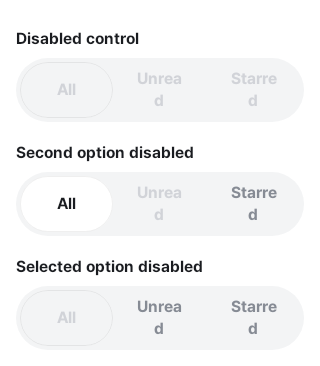 Disabled control
All Unrea Starre
d d
Second option disabled
All Unrea Starre
d d
Selected option disabled
All Unrea Starre
d d